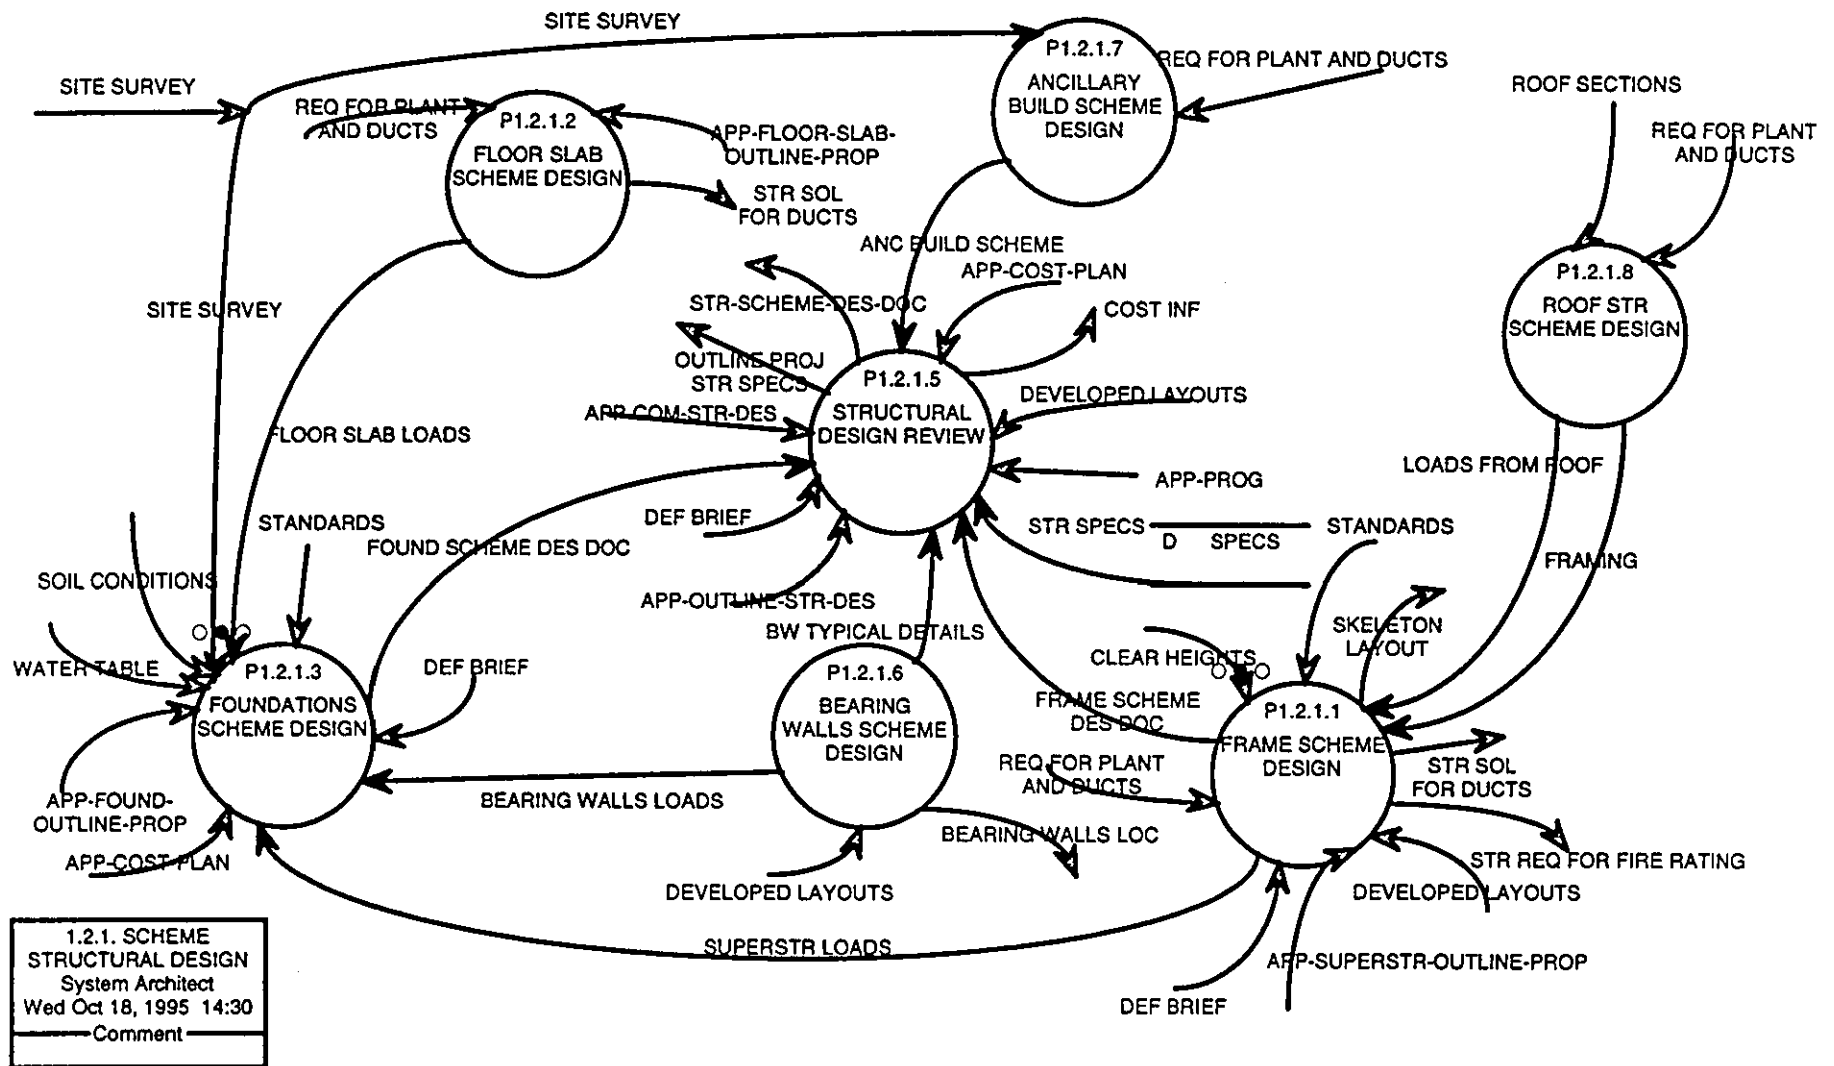 SITE SURVEY
SITE SURVEY
P1.2.1.7
ANCILLARY
BUILD SCHEME
DESIGN
REQ FOR PLANT AND DUCTS
ROOF SECTIONS
REQ FOR PLANT
AND DUCTS
REQ FOR PLANT
AND DUCTS
P1.2.1.2
FLOOR SLAB
SCHEME DESIGN
APP-FLOOR-SLAB-
OUTLINE-PROP
STR SOL
FOR DUCTS
ANC BUILD SCHEME
APP-COST-PLAN
P1.2.1.8
ROOF STR
SCHEME DESIGN
SITE SURVEY
STR-SCHEME-DES-DOC
COST INF
OUTLINE PROJ
STR SPECS
P1.2.1.5
STRUCTURAL
DESIGN REVIEW
DEVELOPED LAYOUTS
APP-COM-STR-DES
FLOOR SLAB LOADS
LOADS FROM ROOF
APP-PROG
DEF BRIEF
STR SPECS
D SPECS
STANDARDS
STANDARDS
FOUND SCHEME DES DOC
FRAMING
SOIL CONDITIONS
APP-OUTLINE-STR-DES
BW TYPICAL DETAILS
SKELETON
LAYOUT
CLEAR HEIGHTS
WATER TABLE
P1.2.1.3
FOUNDATIONS
SCHEME DESIGN
DEF BRIEF
P1.2.1.6
BEARING
WALLS SCHEME
DESIGN
FRAME SCHEME
DES DOC
P1.2.1.1
FRAME SCHEME
DESIGN
REQ FOR PLANT
AND DUCTS
STR SOL
FOR DUCTS
APP-FOUND-
OUTLINE-PROP
BEARING WALLS LOADS
BEARING WALLS LOC
APP-COST-PLAN
STR REQ FOR FIRE RATING
DEVELOPED LAYOUTS
DEVELOPED LAYOUTS
SUPERSTR LOADS
APP-SUPERSTR-OUTLINE-PROP
DEF BRIEF
1.2.1. SCHEME
STRUCTURAL DESIGN
System Architect
Wed Oct 18, 1995 14:30
Comment